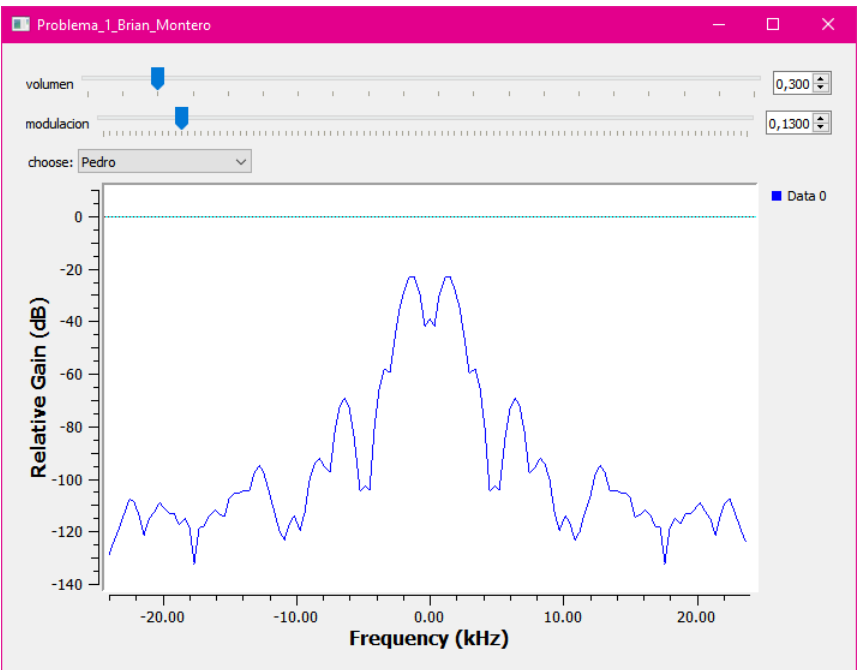 Problema_1_Brian_Montero
volumen 0,300
modulacion 0,1300
choose: Pedro
Data 0
0
-20
-40
-60
-80
-100
-120
-140
Relative Gain (dB)
-20.00 -10.00 0.00 10.00 20.00
Frequency (kHz)